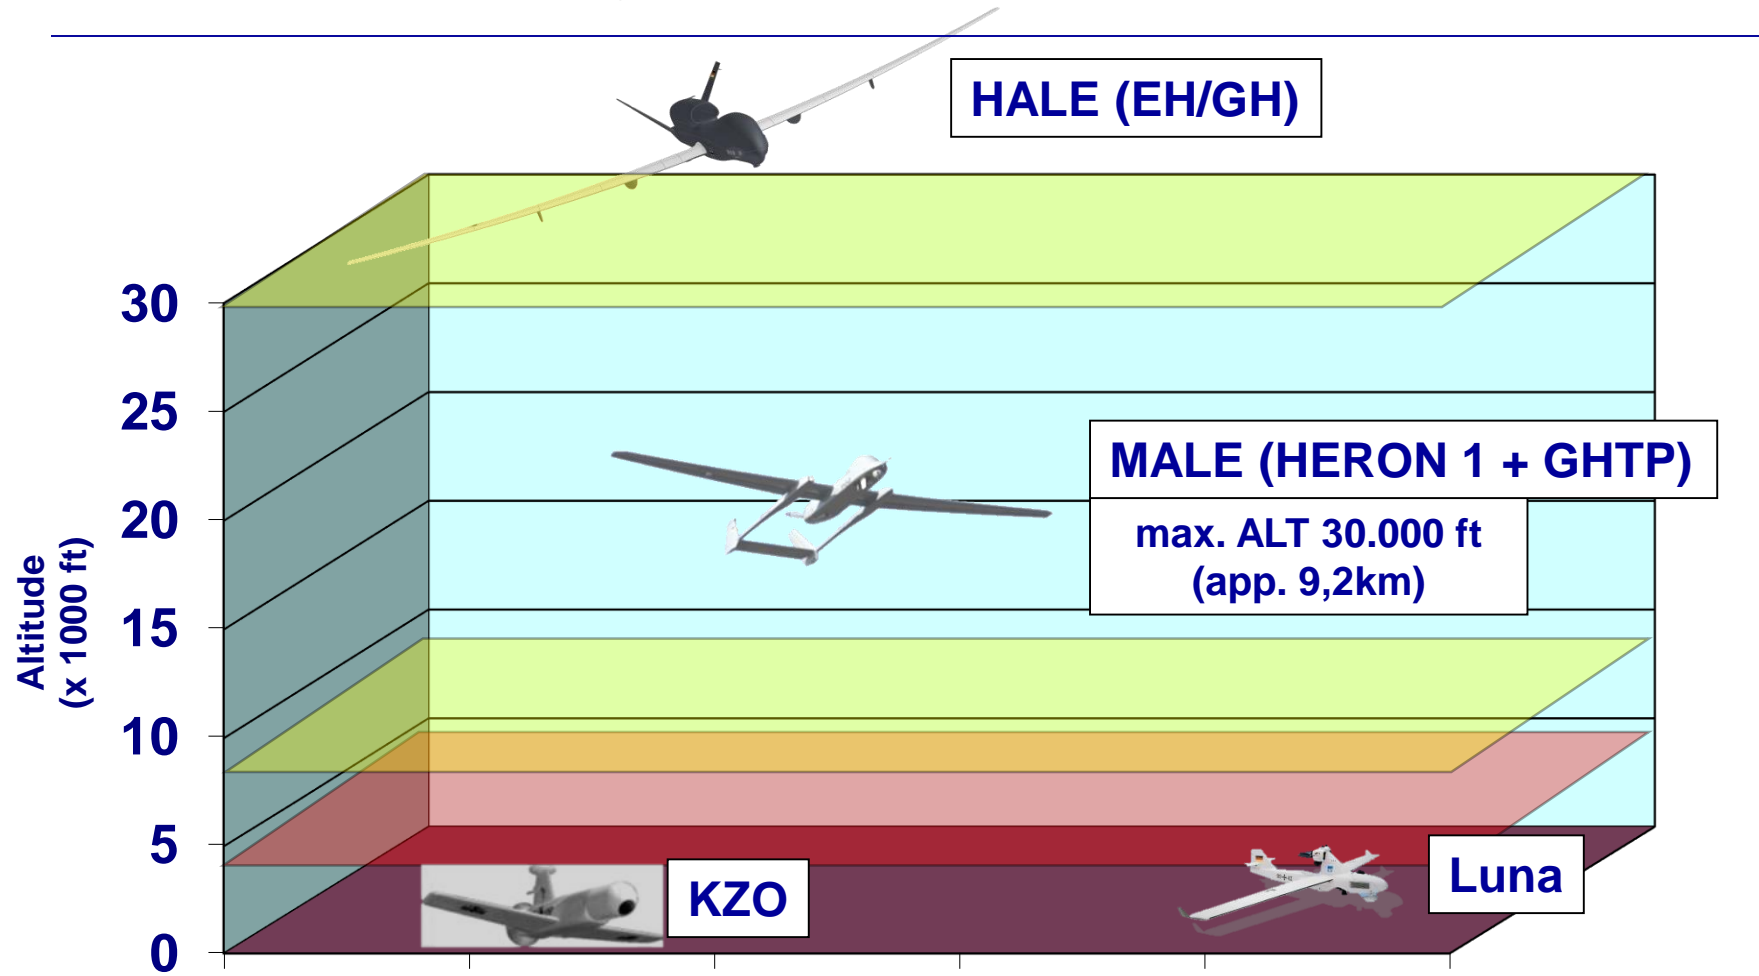 HALE (EH/GH)
30
25
MALE (HERON 1 + GHTP)
20
max. ALT 30.000 ft
(app. 9,2km)
Altitude
(x 1000 ft)
15
10
5
KZO
Luna
0